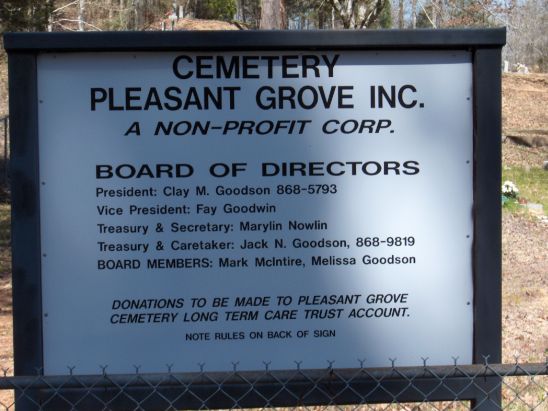 CEMETERY
PLEASANT GROVE INC.
A NON-PROFIT CORP.
BOARD OF DIRECTORS
President: Clay M. Goodson 868-5793
Vice President: Fay Goodwin
Treasury & Secretary: Marylin Nowlin
Treasury & Caretaker: Jack N. Goodson, 868-9819
BOARD MEMBERS: Mark McIntire, Melissa Goodson
DONATIONS TO BE MADE TO PLEASANT GROVE
CEMETERY LONG TERM CARE TRUST ACCOUNT.
NOTE RULES ON BACK OF SIGN